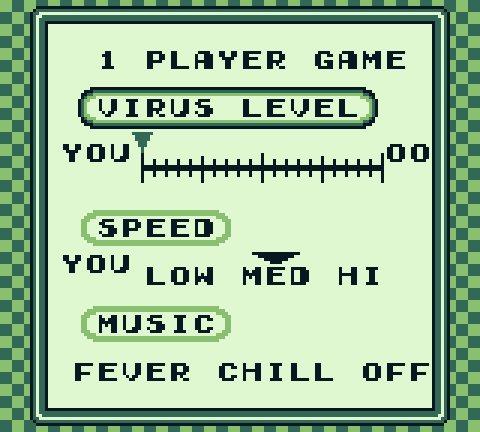 1 PLAYER GAME
VIRUS LEVEL
YOU 00
SPEED
YOU LOW MED HI
MUSIC
FEVER CHILL OFF